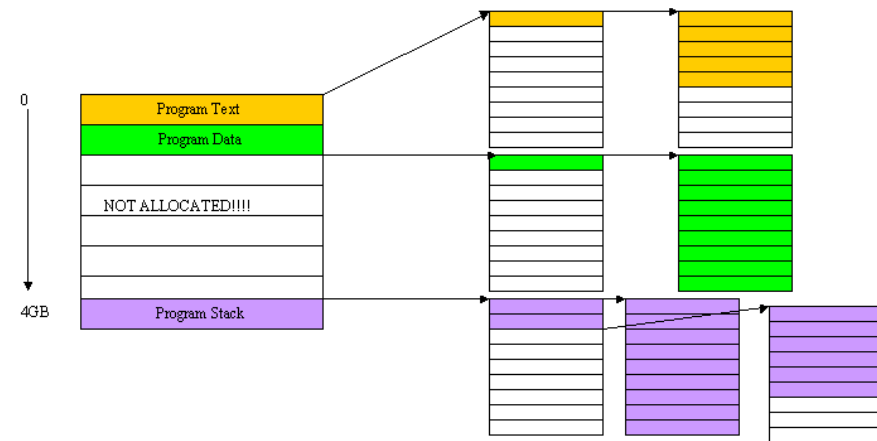 0
Program Text
Program Data
NOT ALLOCATED!!!!
4GB
Program Stack